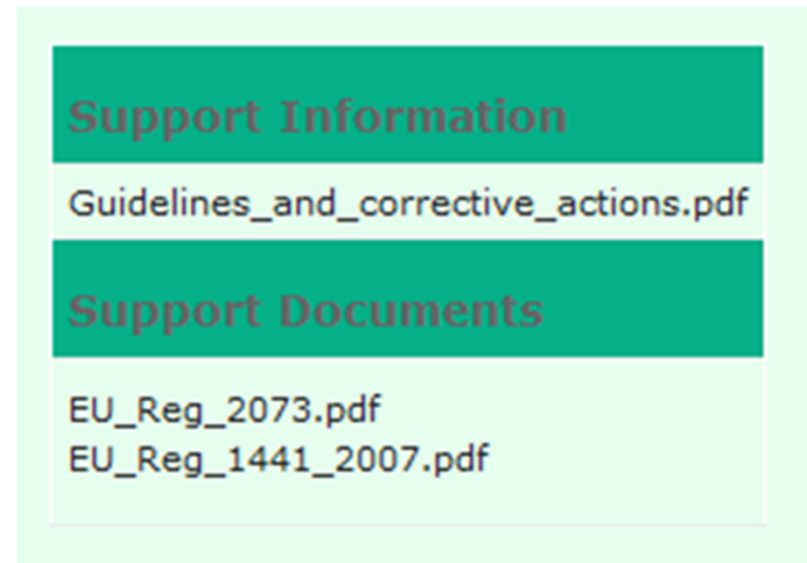 Support Information
Guidelines_and_corrective_actions.pdf
Support Documents
EU_Reg_2073.pdf
EU_Reg_1441_2007.pdf